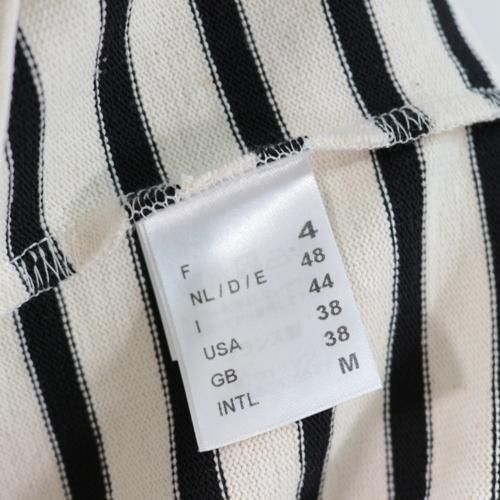 F 4
NL / D / E 48
I 44
USA 38
GB 38
INTL M